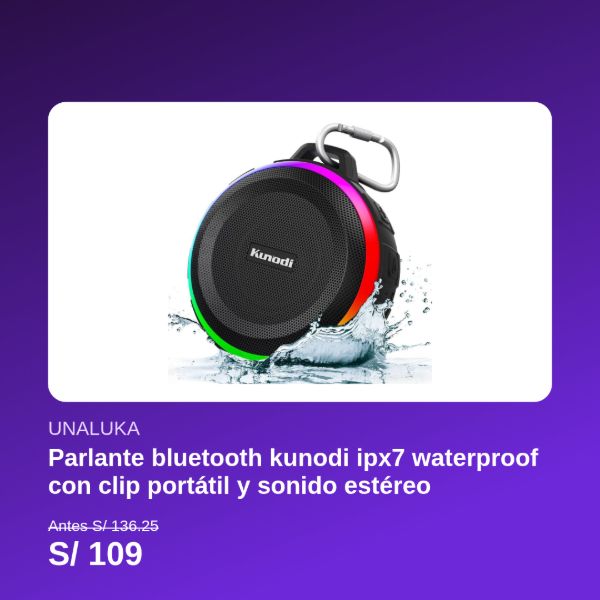 Kunodi
UNALUKA
Parlante bluetooth kunodi ipx7 waterproof
con clip portátil y sonido estéreo
Antes S/ 136.25
S/ 109